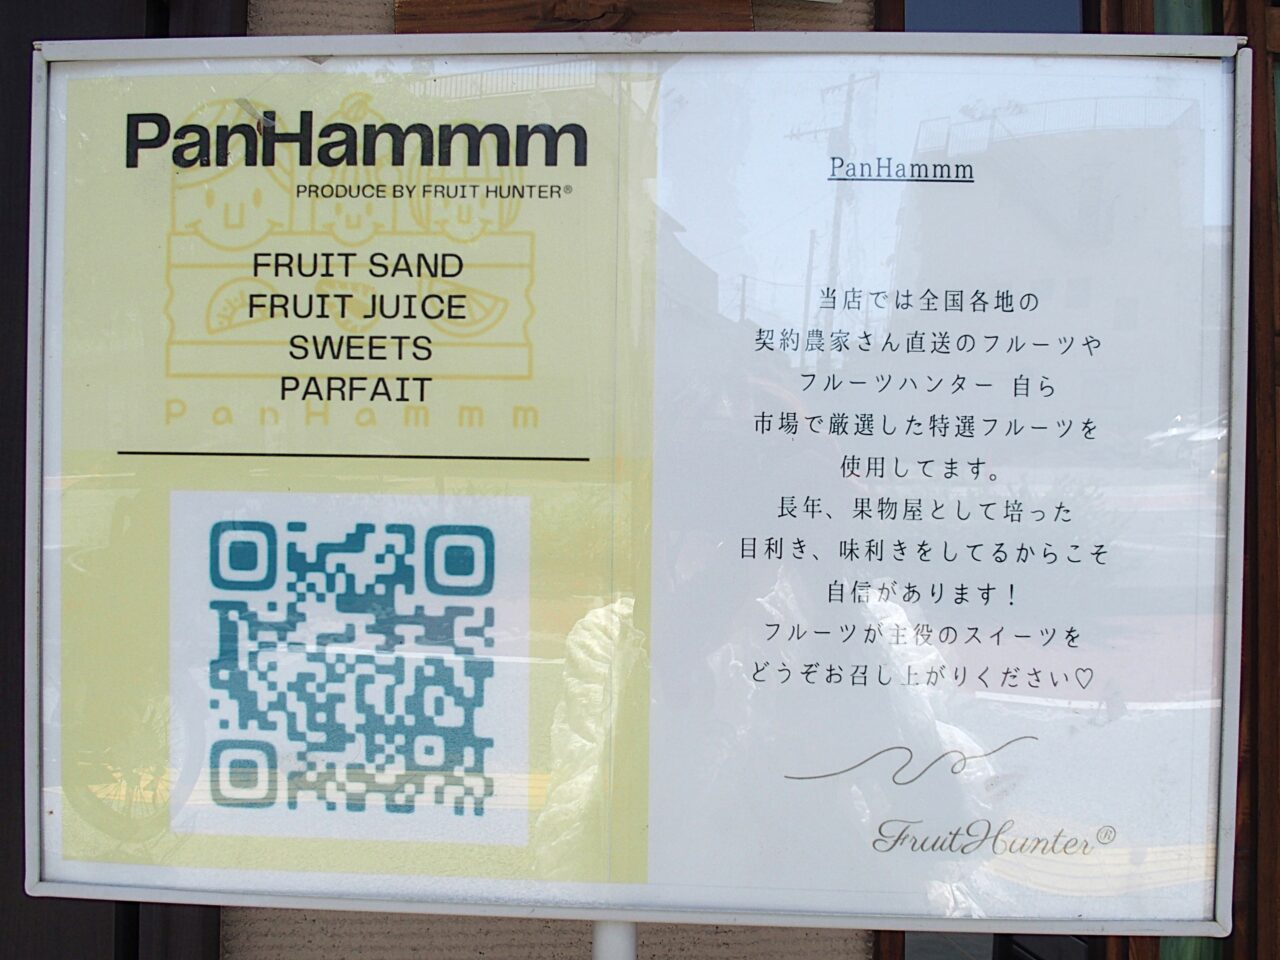 PanHammm
PRODUCE BY FRUIT HUNTER®
FRUIT SAND
FRUIT JUICE
SWEETS
PARFAIT
PanHammm
PanHammm
当店では全国各地の
契約農家さん直送のフルーツや
フルーツハンター 自ら
市場で厳選した特選フルーツを
使用してます。
長年、果物屋として培った
目利き、味利きをしてるからこそ
自信があります！
フルーツが主役のスイーツを
どうぞお召し上がりください♡
FruitHunter®